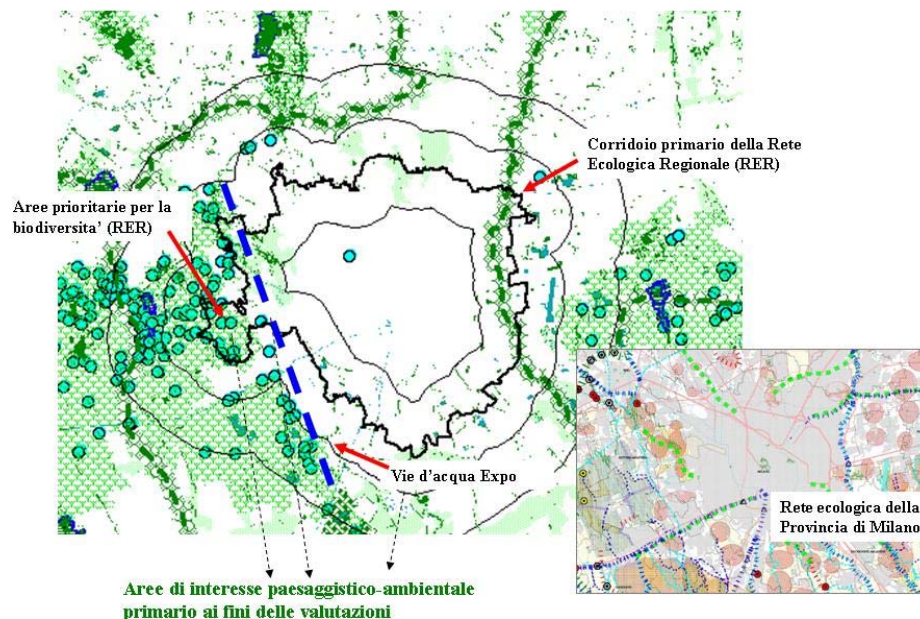 Corridoio primario della Rete
Ecologica Regionale (RER)
Aree prioritarie per la
biodiversita' (RER)
Vie d'acqua Expo
Rete ecologica della
Provincia di Milano
Aree di interesse paesaggistico-ambientale
primario ai fini delle valutazioni